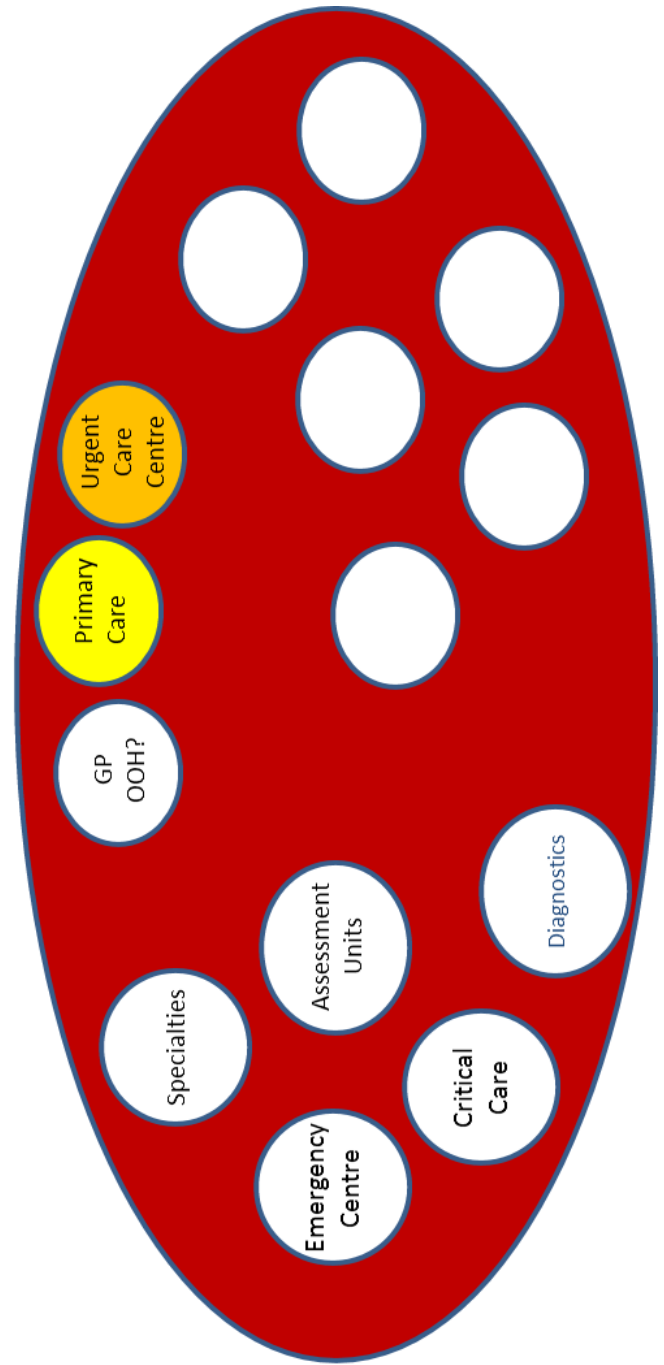 GP
OOH?
Primary
Care
Urgent
Care
Centre
Specialties
Emergency
Centre
Assessment
Units
Critical
Care
Diagnostics